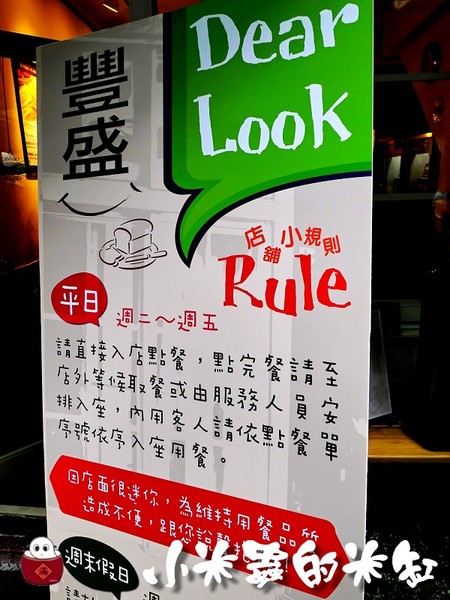 豐盛
Dear
Look
店舖小規則
Rule
平日
週二~週五
請直接入店點餐，點完餐請至
店外等候取餐或由服務人員安
排入座，內用客人請依點餐單
序號依序入座用餐。
因店面很迷你，為維持用餐品質
造成不便，跟你說聲抱
週末假日
小米蟲的米缸